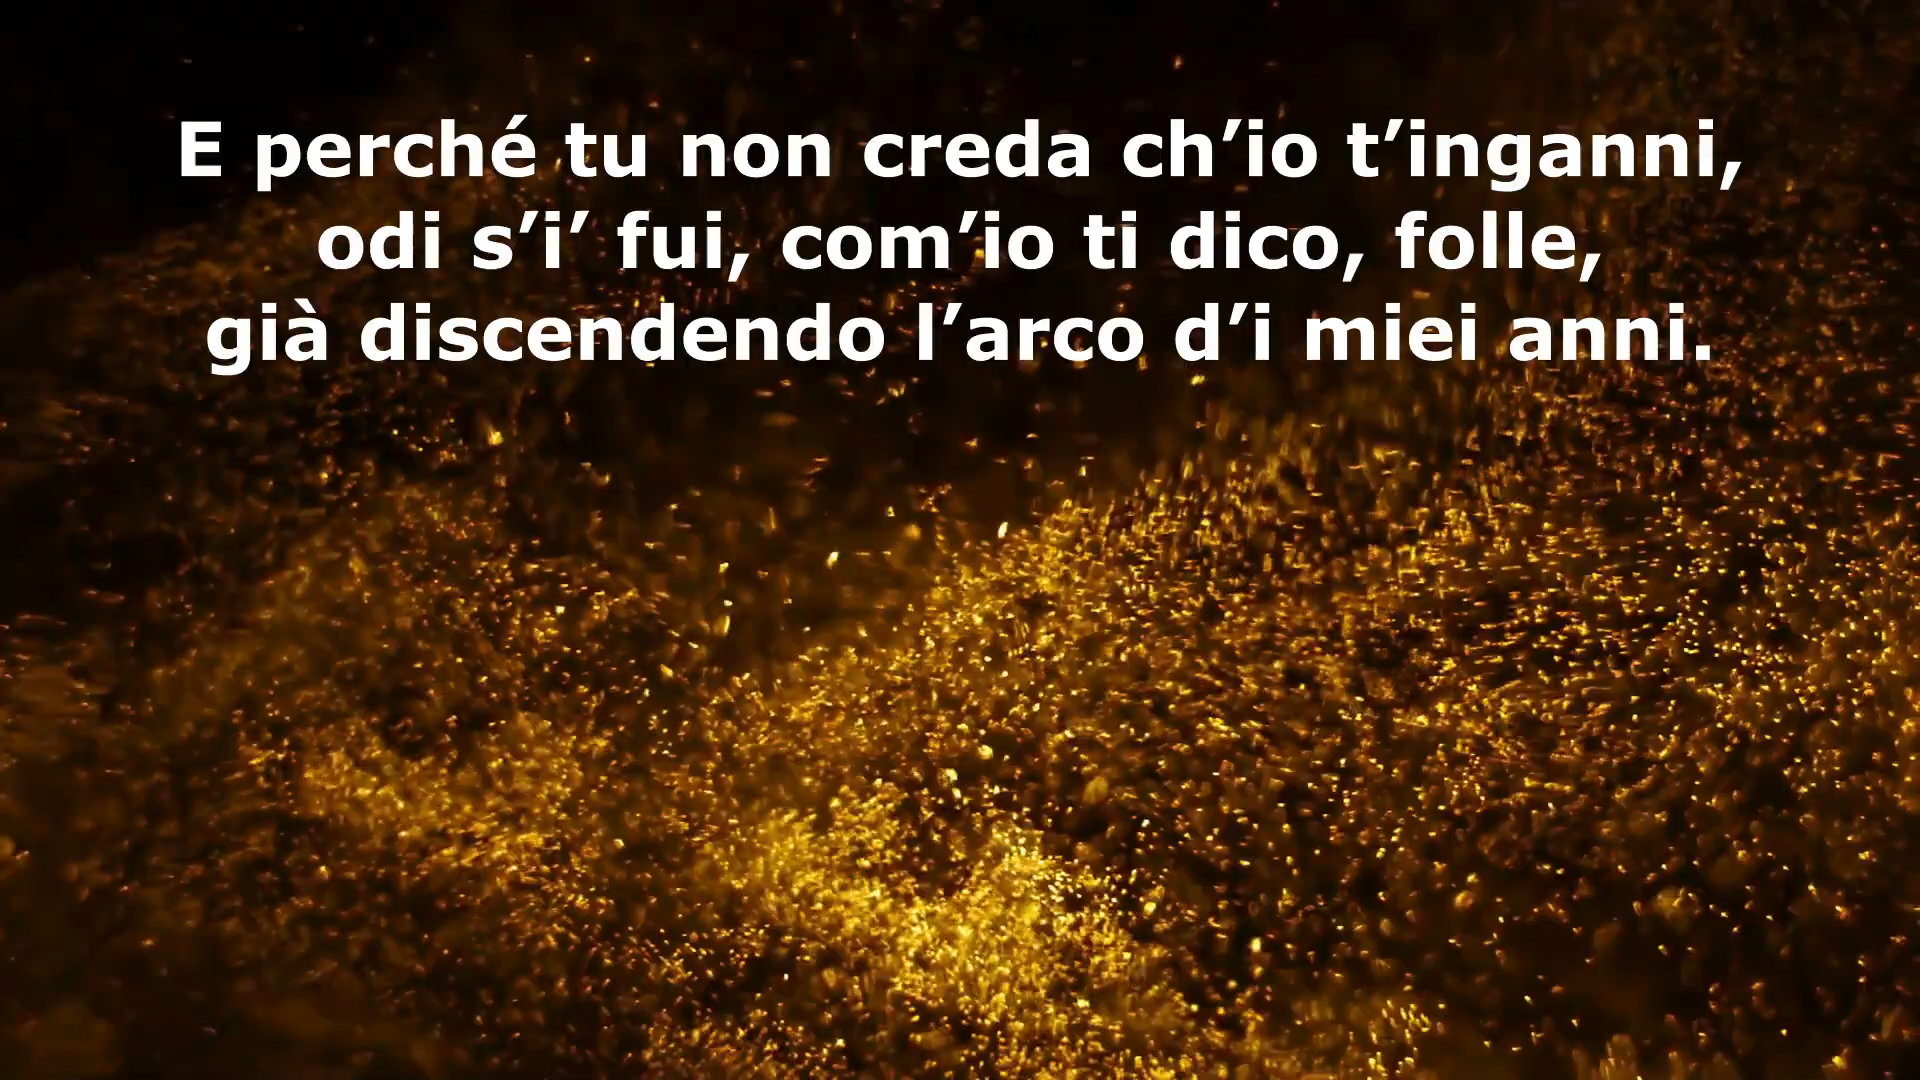 E perché tu non creda ch’io t’inganni,
odi s’i’ fui, com’io ti dico, folle,
già discendendo l’arco d’i miei anni.